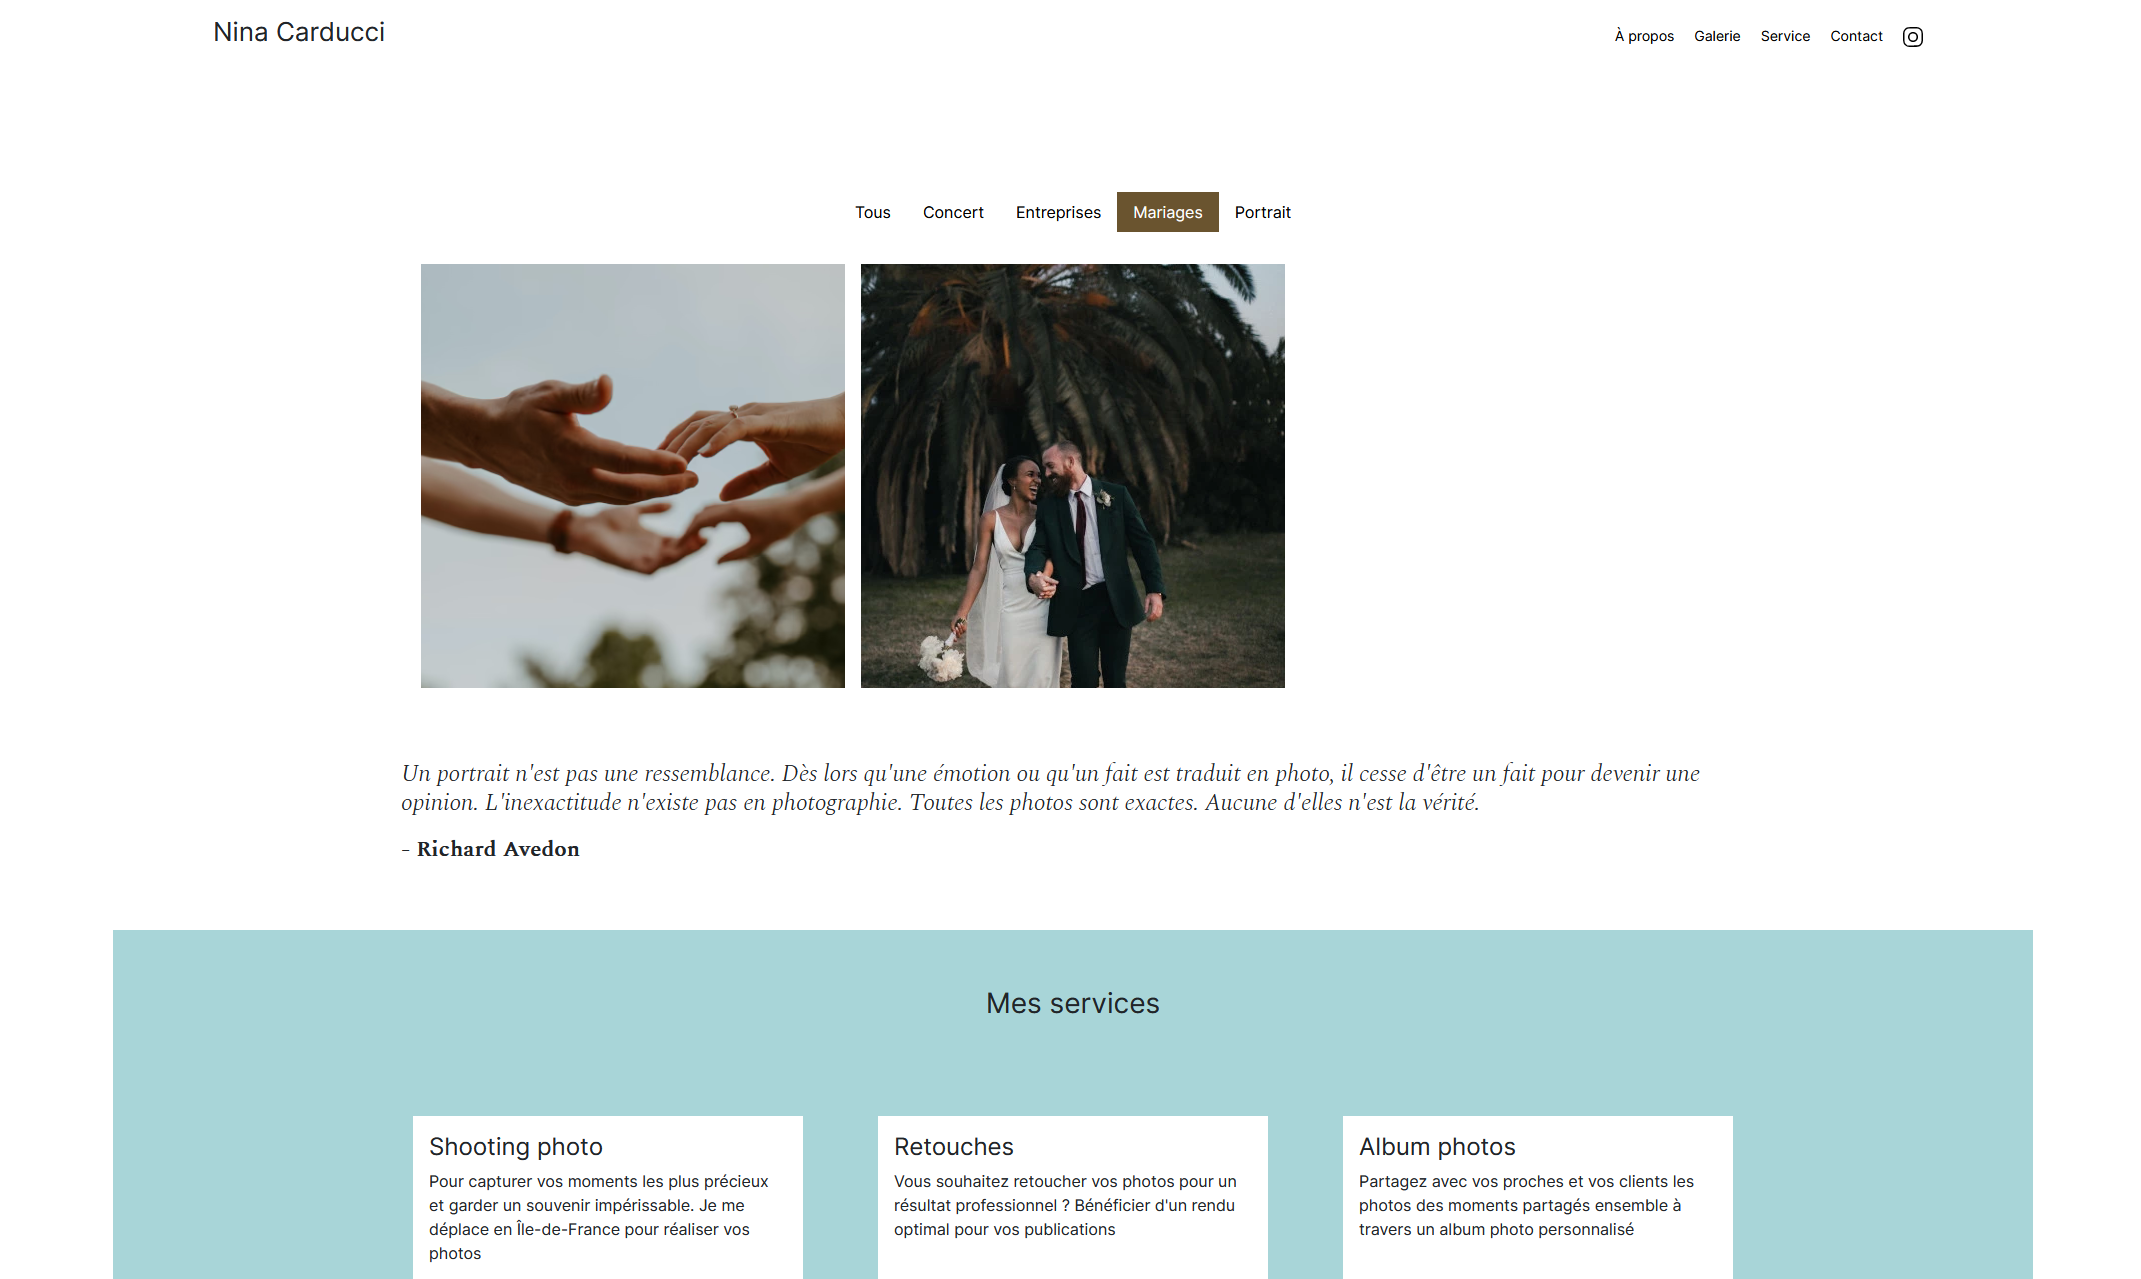 Nina Carducci
À propos Galerie Service Contact
Tous Concert Entreprises Mariages Portrait
Un portrait n'est pas une ressemblance. Dès lors qu'une émotion ou qu'un fait est traduit en photo, il cesse d'être un fait pour devenir une
opinion. L'inexactitude n'existe pas en photographie. Toutes les photos sont exactes. Aucune d'elles n'est la vérité.
- Richard Avedon
Mes services
Shooting photo
Pour capturer vos moments les plus précieux
et garder un souvenir impérissable. Je me
déplace en Île-de-France pour réaliser vos
photos
Retouches
Vous souhaitez retoucher vos photos pour un
résultat professionnel ? Bénéficier d'un rendu
optimal pour vos publications
Album photos
Partagez avec vos proches et vos clients les
photos des moments partagés ensemble à
travers un album photo personnalisé